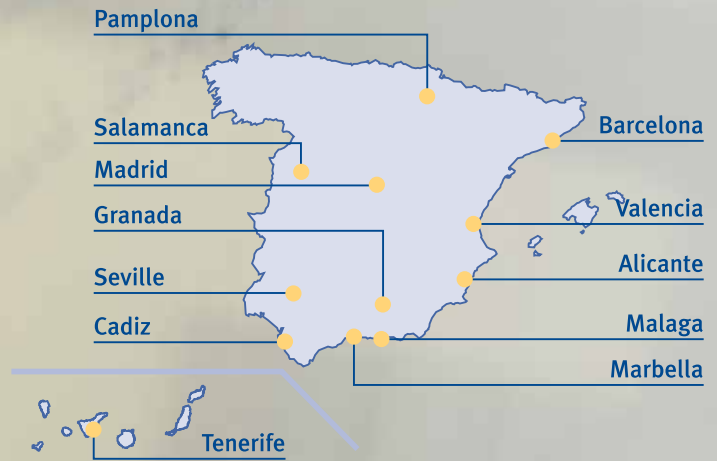 Pamplona
Salamanca
Barcelona
Madrid
Granada
Valencia
Alicante
Seville
Cadiz
Malaga
Marbella
Tenerife